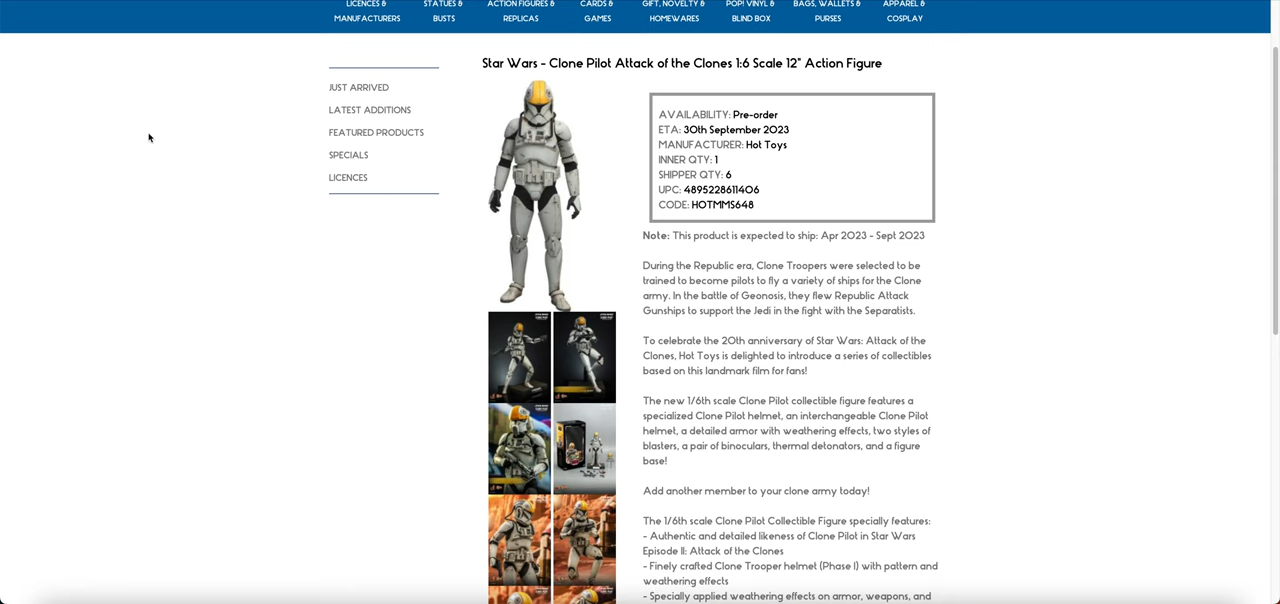 LICENCES & MANUFACTURERS
STATUES & BUSTS
ACTION FIGURES & REPLICAS
CARDS & GAMES
GIFT, NOVELTY & HOMEWARES
POP! VINYL & BLIND BOX
BAGS, WALLETS & PURSES
APPAREL & COSPLAY
JUST ARRIVED
LATEST ADDITIONS
FEATURED PRODUCTS
SPECIALS
LICENCES
Star Wars - Clone Pilot Attack of the Clones 1:6 Scale 12" Action Figure
AVAILABILITY: Pre-order
ETA: 30th September 2023
MANUFACTURER: Hot Toys
INNER QTY: 1
SHIPPER QTY: 6
UPC: 4895228611406
CODE: HOTMMS648
Note: This product is expected to ship: Apr 2023 - Sept 2023
During the Republic era, Clone Troopers were selected to be
trained to become pilots to fly a variety of ships for the Clone
army. In the battle of Geonosis, they flew Republic Attack
Gunships to support the Jedi in the fight with the Separatists.
To celebrate the 20th anniversary of Star Wars: Attack of the
Clones, Hot Toys is delighted to introduce a series of collectibles
based on this landmark film for fans!
The new 1/6th scale Clone Pilot collectible figure features a
specialized Clone Pilot helmet, an interchangeable Clone Pilot
helmet, a detailed armor with weathering effects, two styles of
blasters, a pair of binoculars, thermal detonators, and a figure
base!
Add another member to your clone army today!
The 1/6th scale Clone Pilot Collectible Figure specially features:
- Authentic and detailed likeness of Clone Pilot in Star Wars
Episode II: Attack of the Clones
- Finely crafted Clone Trooper helmet (Phase I) with pattern and
weathering effects
- Specially applied weathering effects on armor, weapons, and